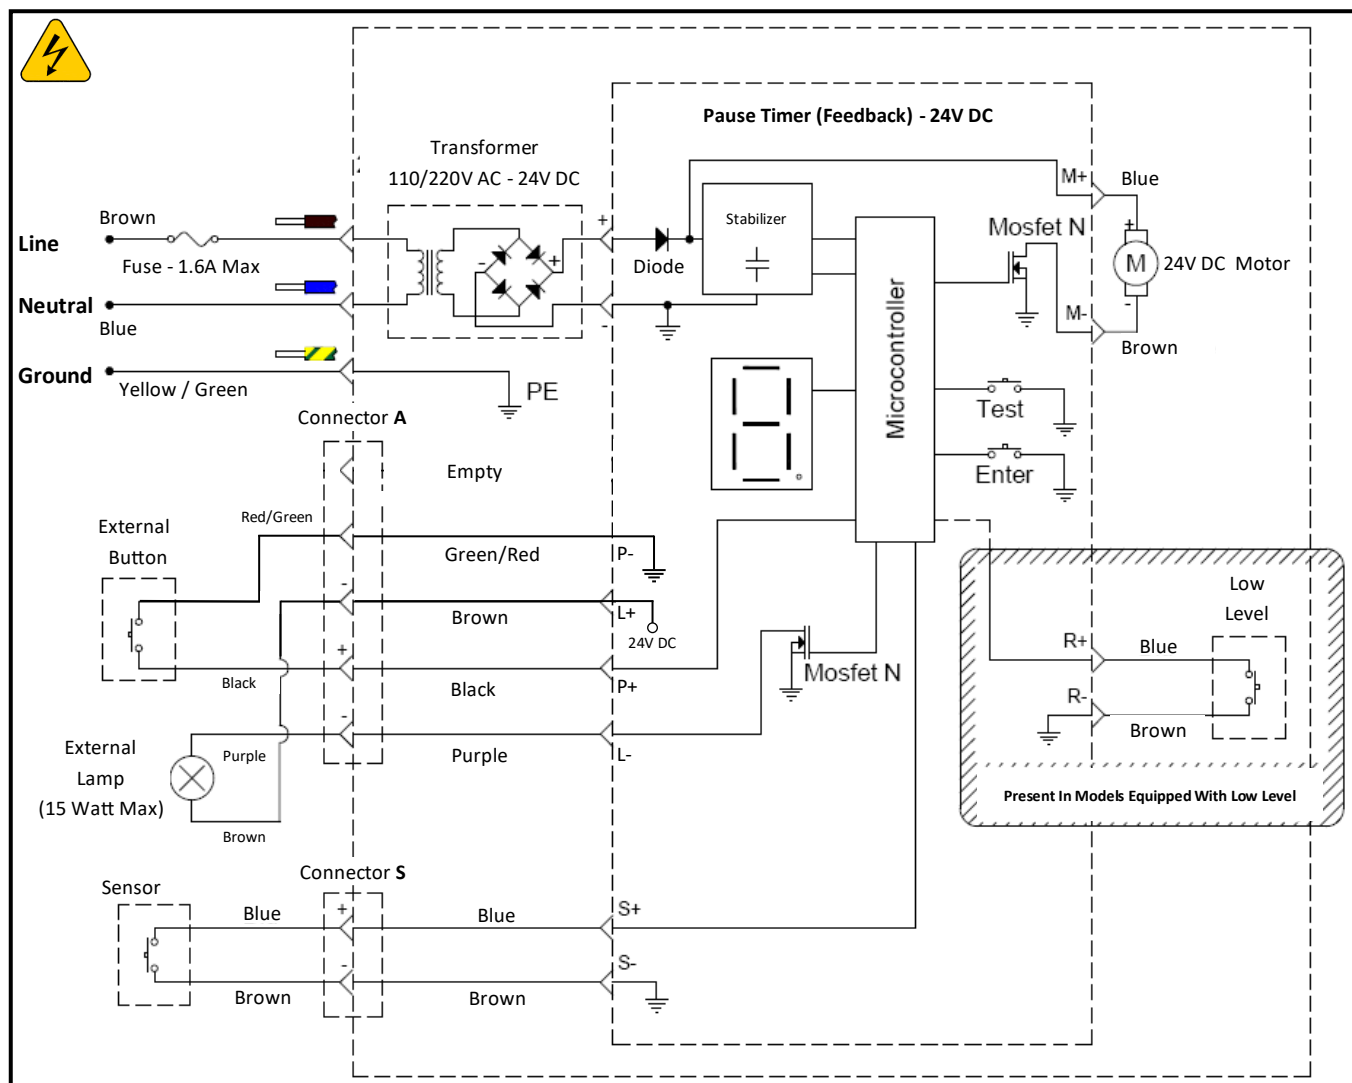 Pause Timer (Feedback) - 24V DC
Transformer
110/220V AC - 24V DC
M+
Blue
Brown
Line
Fuse - 1.6A Max
+
Diode
Stabilizer
Mosfet N
+
M
24V DC Motor
-
+
Neutral
Blue
-
M-
-
Brown
Microcontroller
Ground
Yellow / Green
PE
Test
Connector A
Empty
Enter
External
Button
Red/Green
Green/Red
P-
-
Brown
L+
24V DC
+
Black
Black
P+
Mosfet N
Low
Level
R+
Blue
R-
Brown
Present In Models Equipped With Low Level
-
External
Lamp
(15 Watt Max)
Purple
Purple
L-
Brown
Connector S
Sensor
Blue
+
Blue
S+
-
S-
Brown
Brown